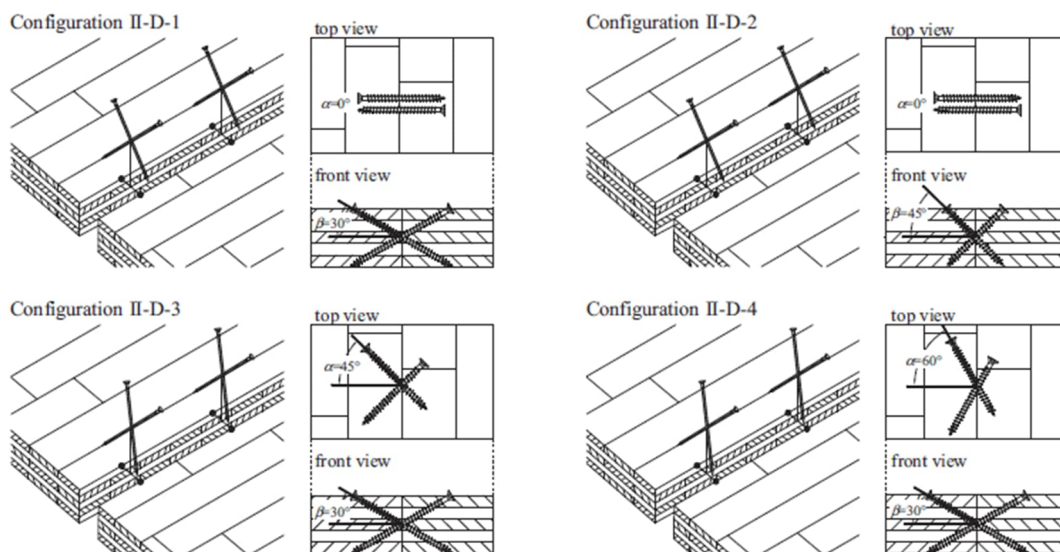 Configuration II-D-1
top view
α=0°
front view
β=30°
Configuration II-D-2
top view
α=0°
front view
β=45°
Configuration II-D-3
top view
α=45°
front view
β=30°
Configuration II-D-4
top view
α=60°
front view
β=30°